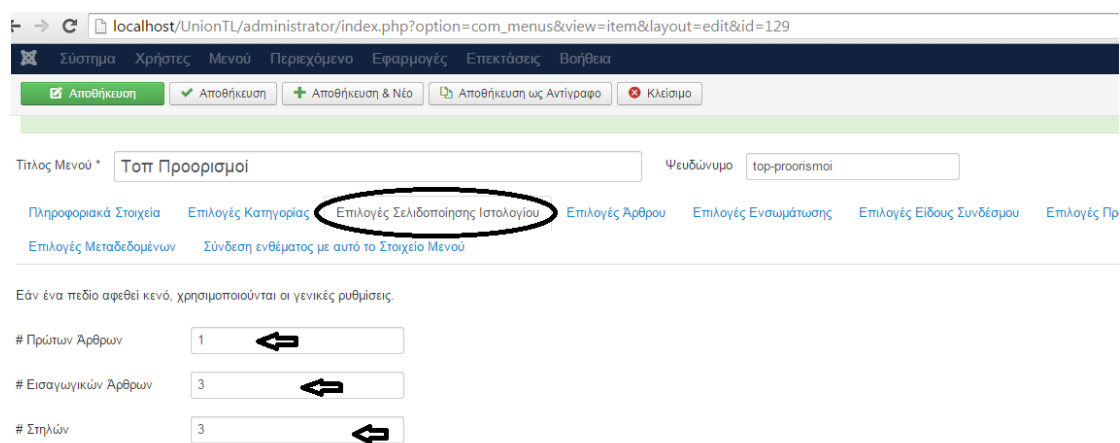 localhost/UnionTL/administrator/index.php?option=com_menus&view=item&layout=edit&id=129
Σύστημα Χρήστες Μενού Περιεχόμενο Εφαρμογές Επεκτάσεις Βοήθεια
Αποθήκευση Αποθήκευση Αποθήκευση & Νέο Αποθήκευση ως Αντίγραφο Κλείσιμο
Τίτλος Μενού * Τοπ Προορισμοί Ψευδώνυμο top-proorismoi
Πληροφοριακά Στοιχεία Επιλογές Κατηγορίας Επιλογές Σελιδοποίησης Ιστολογίου Επιλογές Άρθρου Επιλογές Ενσωμάτωσης Επιλογές Είδους Συνδέσμου Επιλογές Πρ
Επιλογές Μεταδεδομένων Σύνδεση ενθέματος με αυτό το Στοιχείο Μενού
Εάν ένα πεδίο αφεθεί κενό, χρησιμοποιούνται οι γενικές ρυθμίσεις.
# Πρώτων Άρθρων 1
# Εισαγωγικών Άρθρων 3
# Στηλών 3